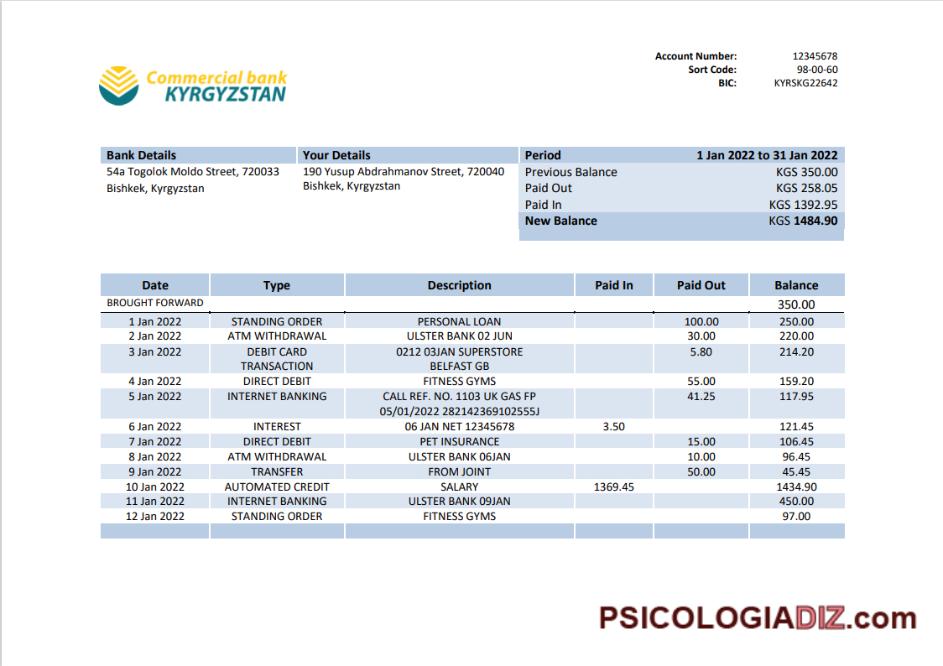 Commercial bank
KYRGYZSTAN
Account Number: 12345678
Sort Code: 98-00-60
BIC: KYRSKG22642
Bank Details Your Details Period 1 Jan 2022 to 31 Jan 2022
54a Togolok Moldo Street, 720033 190 Yusup Abdrahmanov Street, 720040 Previous Balance KGS 350.00
Bishkek, Kyrgyzstan Bishkek, Kyrgyzstan Paid Out KGS 258.05
Paid In KGS 1392.95
New Balance KGS 1484.90
Date Type Description Paid In Paid Out Balance
BROUGHT FORWARD 350.00
1 Jan 2022 STANDING ORDER PERSONAL LOAN 100.00 250.00
2 Jan 2022 ATM WITHDRAWAL ULSTER BANK 02 JUN 30.00 220.00
3 Jan 2022 DEBIT CARD 0212 03JAN SUPERSTORE 5.80 214.20
TRANSACTION BELFAST GB
4 Jan 2022 DIRECT DEBIT FITNESS GYMS 55.00 159.20
5 Jan 2022 INTERNET BANKING CALL REF. NO. 1103 UK GAS FP 41.25 117.95
05/01/2022 282142369102555J
6 Jan 2022 INTEREST 06 JAN NET 12345678 3.50 121.45
7 Jan 2022 DIRECT DEBIT PET INSURANCE 15.00 106.45
8 Jan 2022 ATM WITHDRAWAL ULSTER BANK 06JAN 10.00 96.45
9 Jan 2022 TRANSFER FROM JOINT 50.00 45.45
10 Jan 2022 AUTOMATED CREDIT SALARY 1369.45 1434.90
11 Jan 2022 INTERNET BANKING ULSTER BANK 09JAN 450.00
12 Jan 2022 STANDING ORDER FITNESS GYMS 97.00
PSICOLOGIADIZ.com